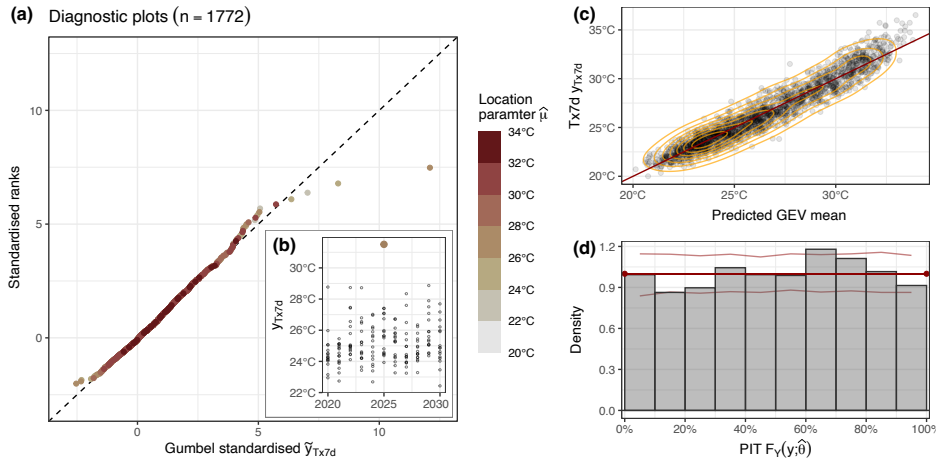 (a) Diagnostic plots (n = 1772)
Standardised ranks
10
5
0
0
5
10
Gumbel standardised ỹTx7d
Location
paramter μ̂
34°C
32°C
30°C
28°C
26°C
24°C
22°C
20°C
(b)
yTx7d
30°C
28°C
26°C
24°C
22°C
2020
2025
2030
(c)
Tx7d yTx7d
35°C
30°C
25°C
20°C
20°C
25°C
30°C
Predicted GEV mean
(d)
Density
1.2
0.9
0.6
0.3
0.0
0%
20%
40%
60%
80%
100%
PIT FY(y;θ̂)